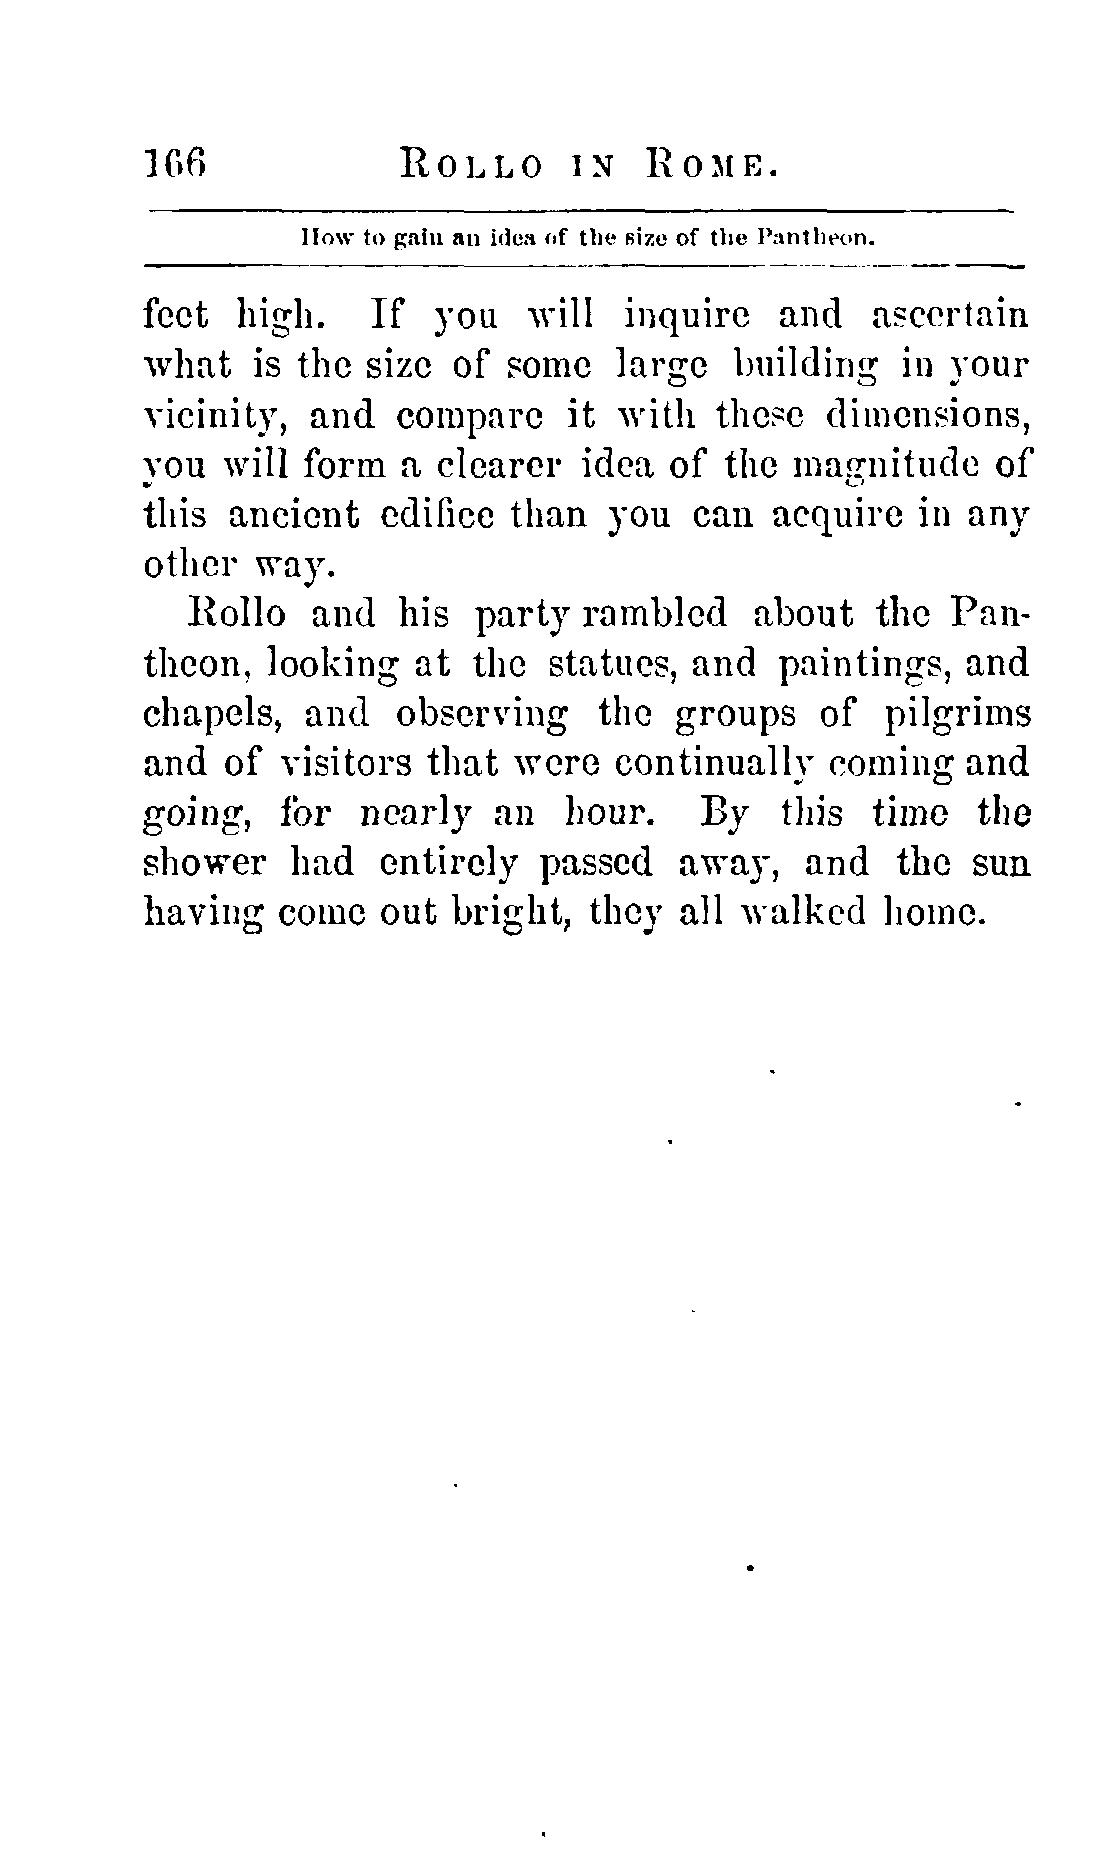 166 ROLLO IN ROME.
How to gain an idea of the size of the Pantheon.
feet high. If you will inquire and ascertain
what is the size of some large building in your
vicinity, and compare it with these dimensions,
you will form a clearer idea of the magnitude of
this ancient edifice than you can acquire in any
other way.
Rollo and his party rambled about the Pan-
theon, looking at the statues, and paintings, and
chapels, and observing the groups of pilgrims
and of visitors that were continually coming and
going, for nearly an hour. By this time the
shower had entirely passed away, and the sun
having come out bright, they all walked home.